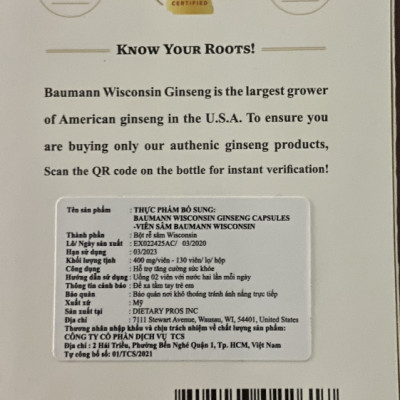 CERTIFIED
KNOW YOUR ROOTS!
Baumann Wisconsin Ginseng is the largest grower
of American ginseng in the U.S.A. To ensure you
are buying only our authenic ginseng products,
Scan the QR code on the bottle for instant verification!
Tên sản phẩm : THỰC PHẨM BỔ SUNG:
BAUMANN WISCONSIN GINSENG CAPSULES
-VIÊN SÂM BAUMANN WISCONSIN
Thành phần : Bột rễ sâm Wisconsin
Lô/ Ngày sản xuất : EX022425AC/ 03/2020
Hạn sử dụng : 03/2023
Khối lượng tịnh : 400 mg/viên - 130 viên/ lọ/ hộp
Công dụng : Hỗ trợ tăng cường sức khỏe
Hướng dẫn sử dụng : Uống 02 viên với nước hai lần mỗi ngày
Thông tin cảnh báo : Để xa tầm tay trẻ em
Bảo quản : Bảo quản nơi khô thoáng tránh ánh nắng trực tiếp
Xuất xứ : Mỹ
Sản xuất tại : DIETARY PROS INC
Địa chỉ : 7111 Stewart Avenue, Wausau, WI, 54401, United States
Thương nhân nhập khẩu và chịu trách nhiệm về chất lượng sản phẩm:
CÔNG TY CỔ PHẦN DỊCH VỤ TCS
Địa chỉ : 2 Hải Triều, Phường Bến Nghé Quận 1, Tp. HCM, Việt Nam
Tự công bố số: 01/TCS/2021